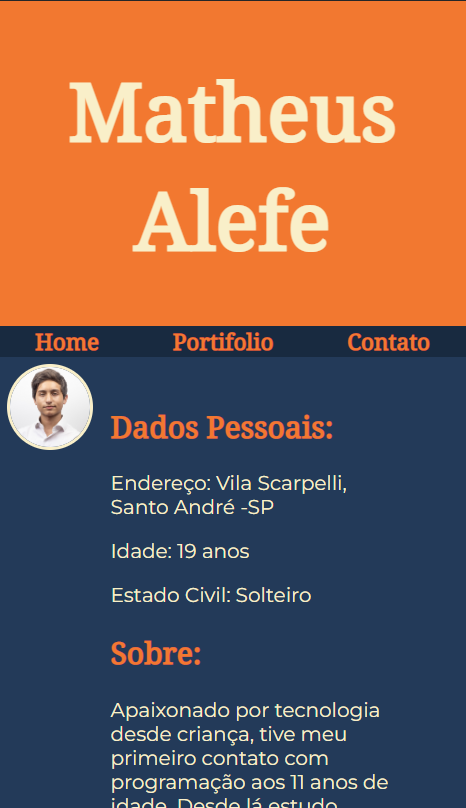 Matheus
Alefe
Home Portifolio Contato
Dados Pessoais:
Endereço: Vila Scarpelli,
Santo André -SP
Idade: 19 anos
Estado Civil: Solteiro
Sobre:
Apaixonado por tecnologia
desde criança, tive meu
primeiro contato com
programação aos 11 anos de
idade. Desde lá estudo